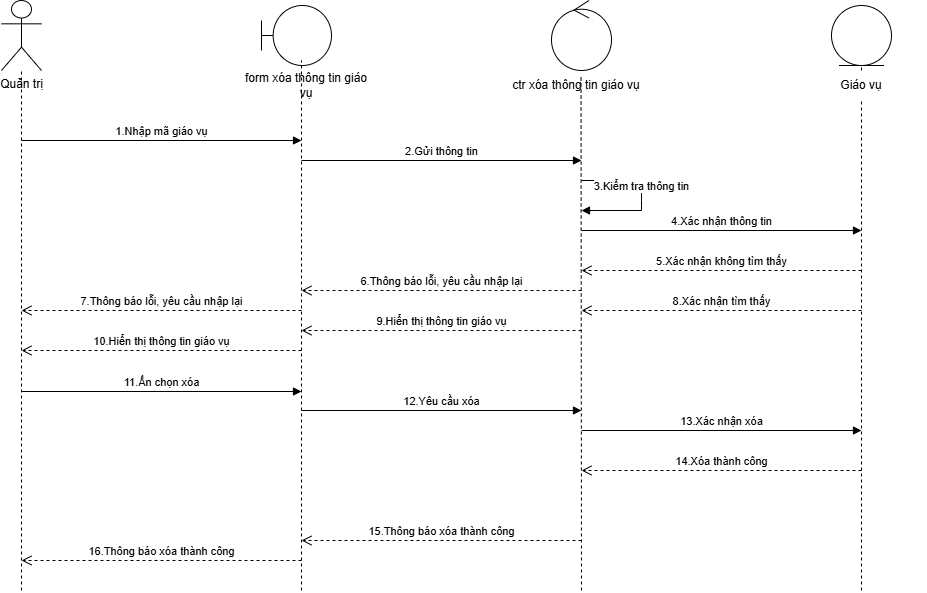 Quản trị
form xóa thông tin giáo
vụ
ctr xóa thông tin giáo vụ
Giáo vụ
1.Nhập mã giáo vụ
2.Gửi thông tin
3.Kiểm tra thông tin
4.Xác nhận thông tin
5.Xác nhận không tìm thấy
6.Thông báo lỗi, yêu cầu nhập lại
7.Thông báo lỗi, yêu cầu nhập lại
8.Xác nhận tìm thấy
9.Hiển thị thông tin giáo vụ
10.Hiển thị thông tin giáo vụ
11.Ấn chọn xóa
12.Yêu cầu xóa
13.Xác nhận xóa
14.Xóa thành công
15.Thông báo xóa thành công
16.Thông báo xóa thành công